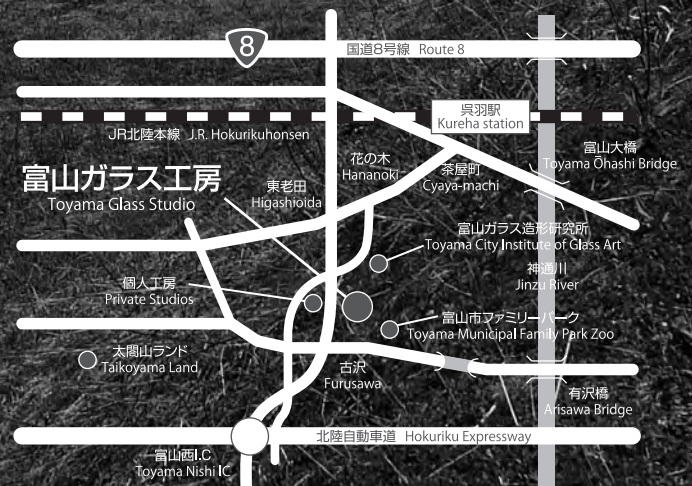 8
国道8号線 Route 8
呉羽駅
Kureha station
JR北陸本線 J.R. Hokurikuhonsen
富山大橋
Toyama Ōhashi Bridge
花の木
Hananoki
茶屋町
Cyaya-machi
富山ガラス工房
Toyama Glass Studio
東老田
Higashioida
富山ガラス造形研究所
Toyama City Institute of Glass Art
神通川
Jinzu River
個人工房
Private Studios
富山市ファミリーパーク
Toyama Municipal Family Park Zoo
太閤山ランド
Taikoyama Land
古沢
Furusawa
有沢橋
Arisawa Bridge
北陸自動車道 Hokuriku Expressway
富山西I.C
Toyama Nishi IC